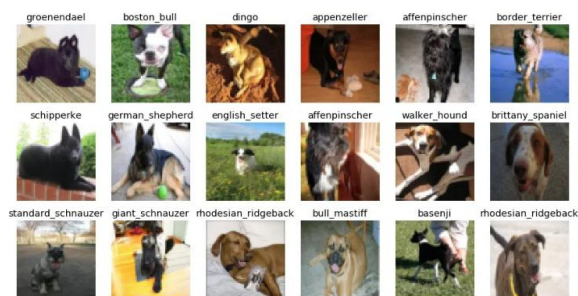 groenendael boston_bull dingo appenzeller affenpinscher border_terrier
schipperke german_shepherd english_setter affenpinscher walker_hound brittany_spaniel
standard_schnauzer giant_schnauzer rhodesian_ridgeback bull_mastiff basenji rhodesian_ridgeback